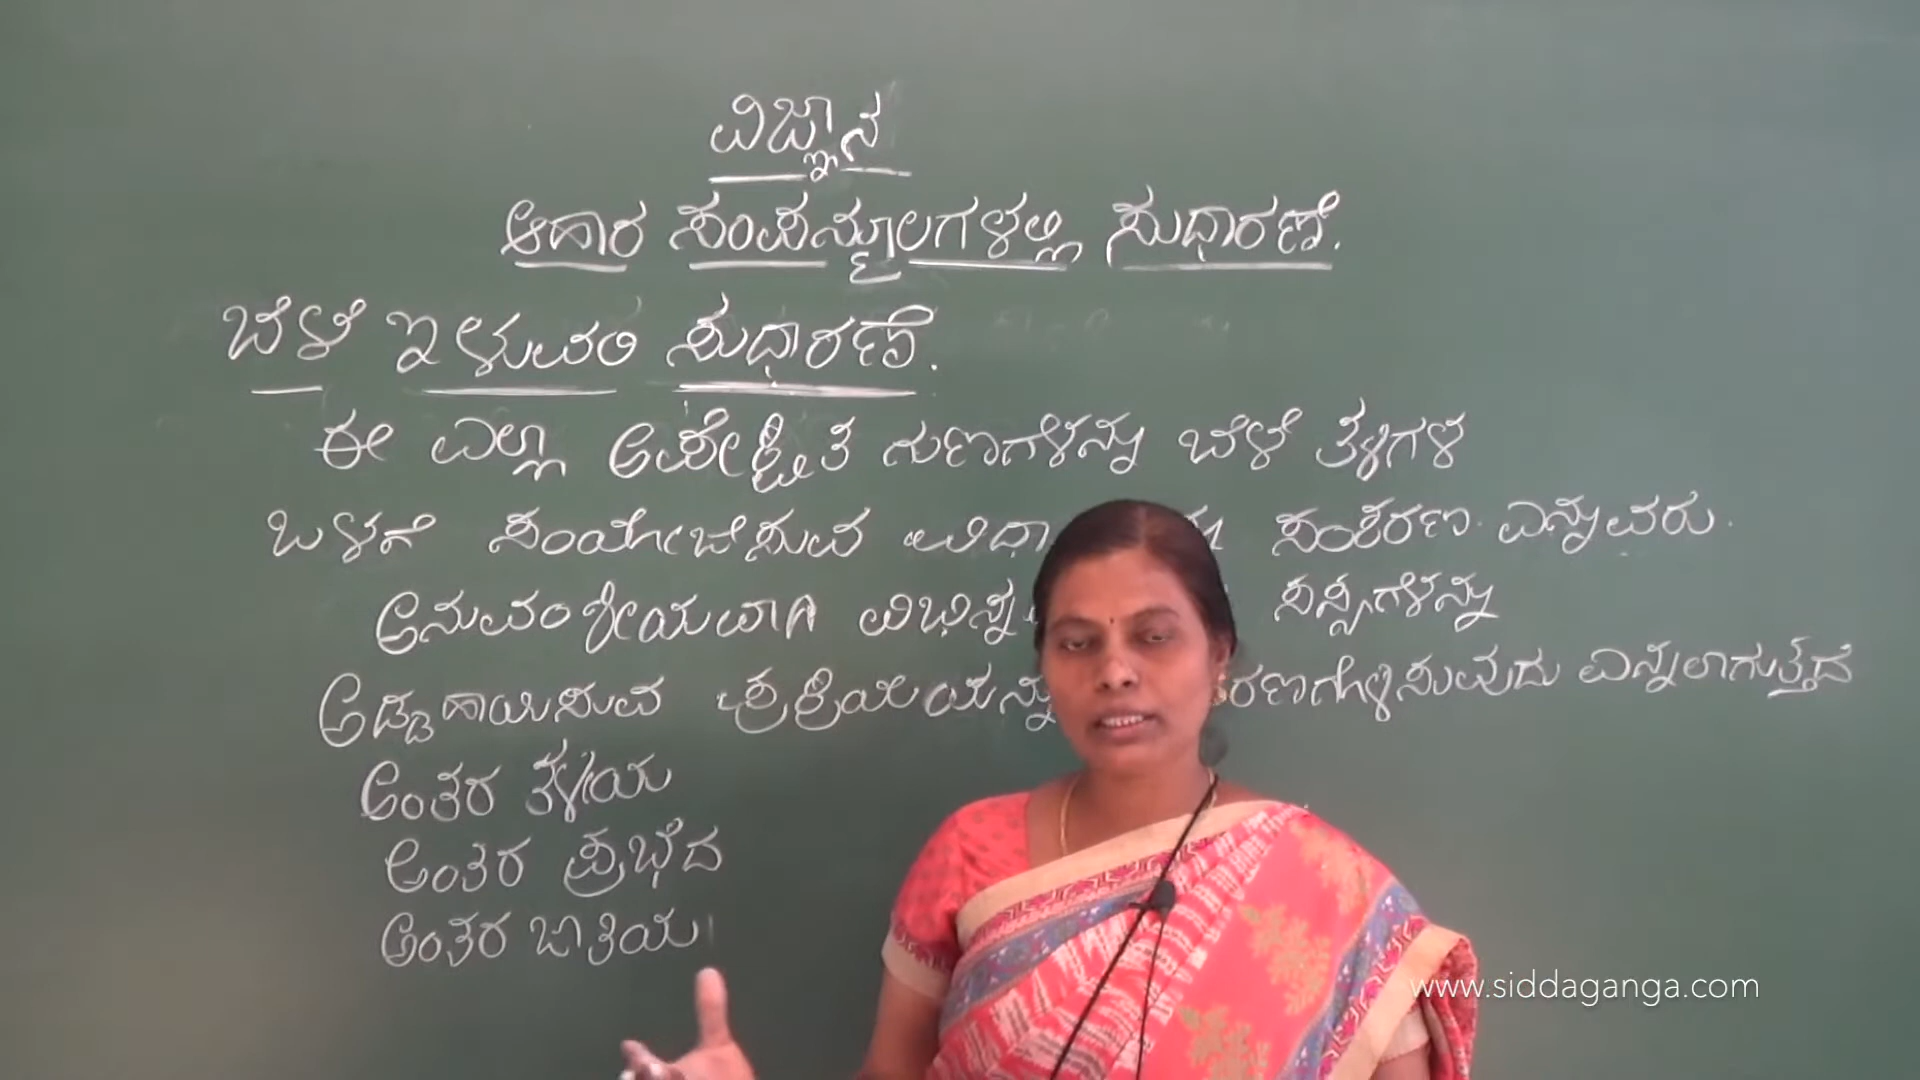 ವಿಜ್ಞಾನ
ಆಹಾರ ಸಂಪನ್ಮೂಲಗಳಲ್ಲಿ ಸುಧಾರಣೆ.
ಬೆಳೆ ಇಳುವರಿ ಸುಧಾರಣೆ.
ಈ ಎಲ್ಲಾ ಅಪೇಕ್ಷಿತ ಗುಣಗಳನ್ನು ಬೆಳೆ ತಳಿಗಳ
ಒಳಗೆ ಸಂಯೋಜಿಸುವ ಸಂಕರಣ ಎನ್ನುವರು.
ಅನುವಂಶೀಯವಾಗಿ ಸಸ್ಯಗಳನ್ನು
ಅಡ್ಡಹಾಯಿಸುವ ಪ್ರಕ್ರಿಯೆಯನ್ನು ಎನ್ನಲಾಗುತ್ತದೆ
ಅಂತರ ತಳೀಯ
ಅಂತರ ಪ್ರಭೇದ
ಅಂತರ ಜಾತಿಯ
www.siddaganga.com